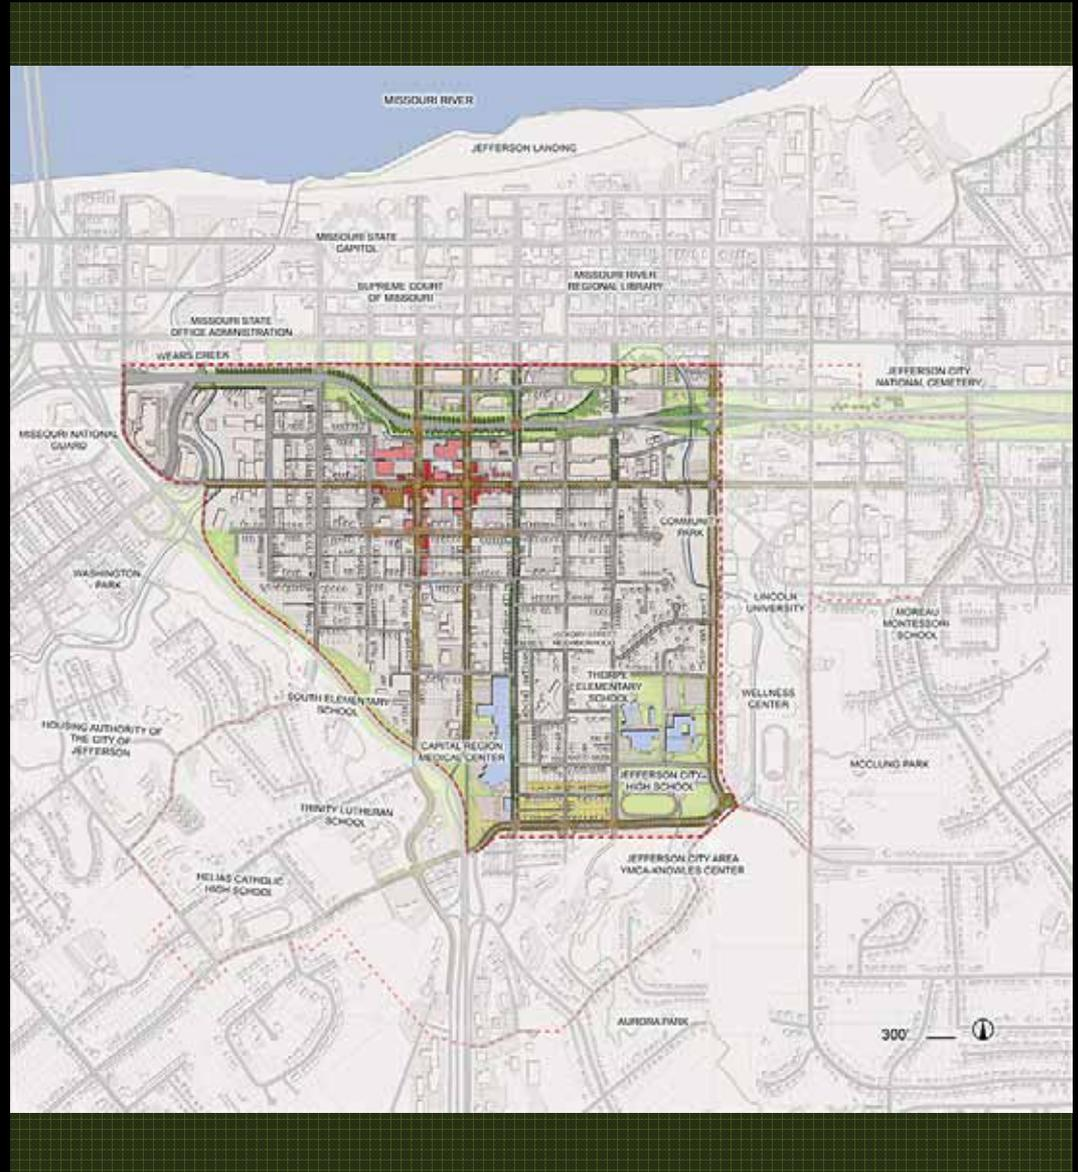 MISSOURI RIVER
JEFFERSON LANDING
MISSOURI STATE
CAPITOL
SUPREME COURT
OF MISSOURI
MISSOURI RIVER
REGIONAL LIBRARY
MISSOURI STATE
OFFICE ADMINISTRATION
WEARS CREEK
JEFFERSON CITY
NATIONAL CEMETERY
MISSOURI NATIONAL
GUARD
COMMUNITY
PARK
WASHINGTON
PARK
LINCOLN
UNIVERSITY
MOREAU
MONTESSORI
SCHOOL
HICKORY STREET
NEIGHBORHOOD
THORPE
ELEMENTARY
SCHOOL
SOUTH ELEMENTARY
SCHOOL
WELLNESS
CENTER
HOUSING AUTHORITY OF
THE CITY OF
JEFFERSON
CAPITAL REGION
MEDICAL CENTER
MCCLUNG PARK
JEFFERSON CITY
HIGH SCHOOL
TRINITY LUTHERAN
SCHOOL
JEFFERSON CITY AREA
YMCA-KNOWLES CENTER
HELIAS CATHOLIC
HIGH SCHOOL
AURORA PARK
300'